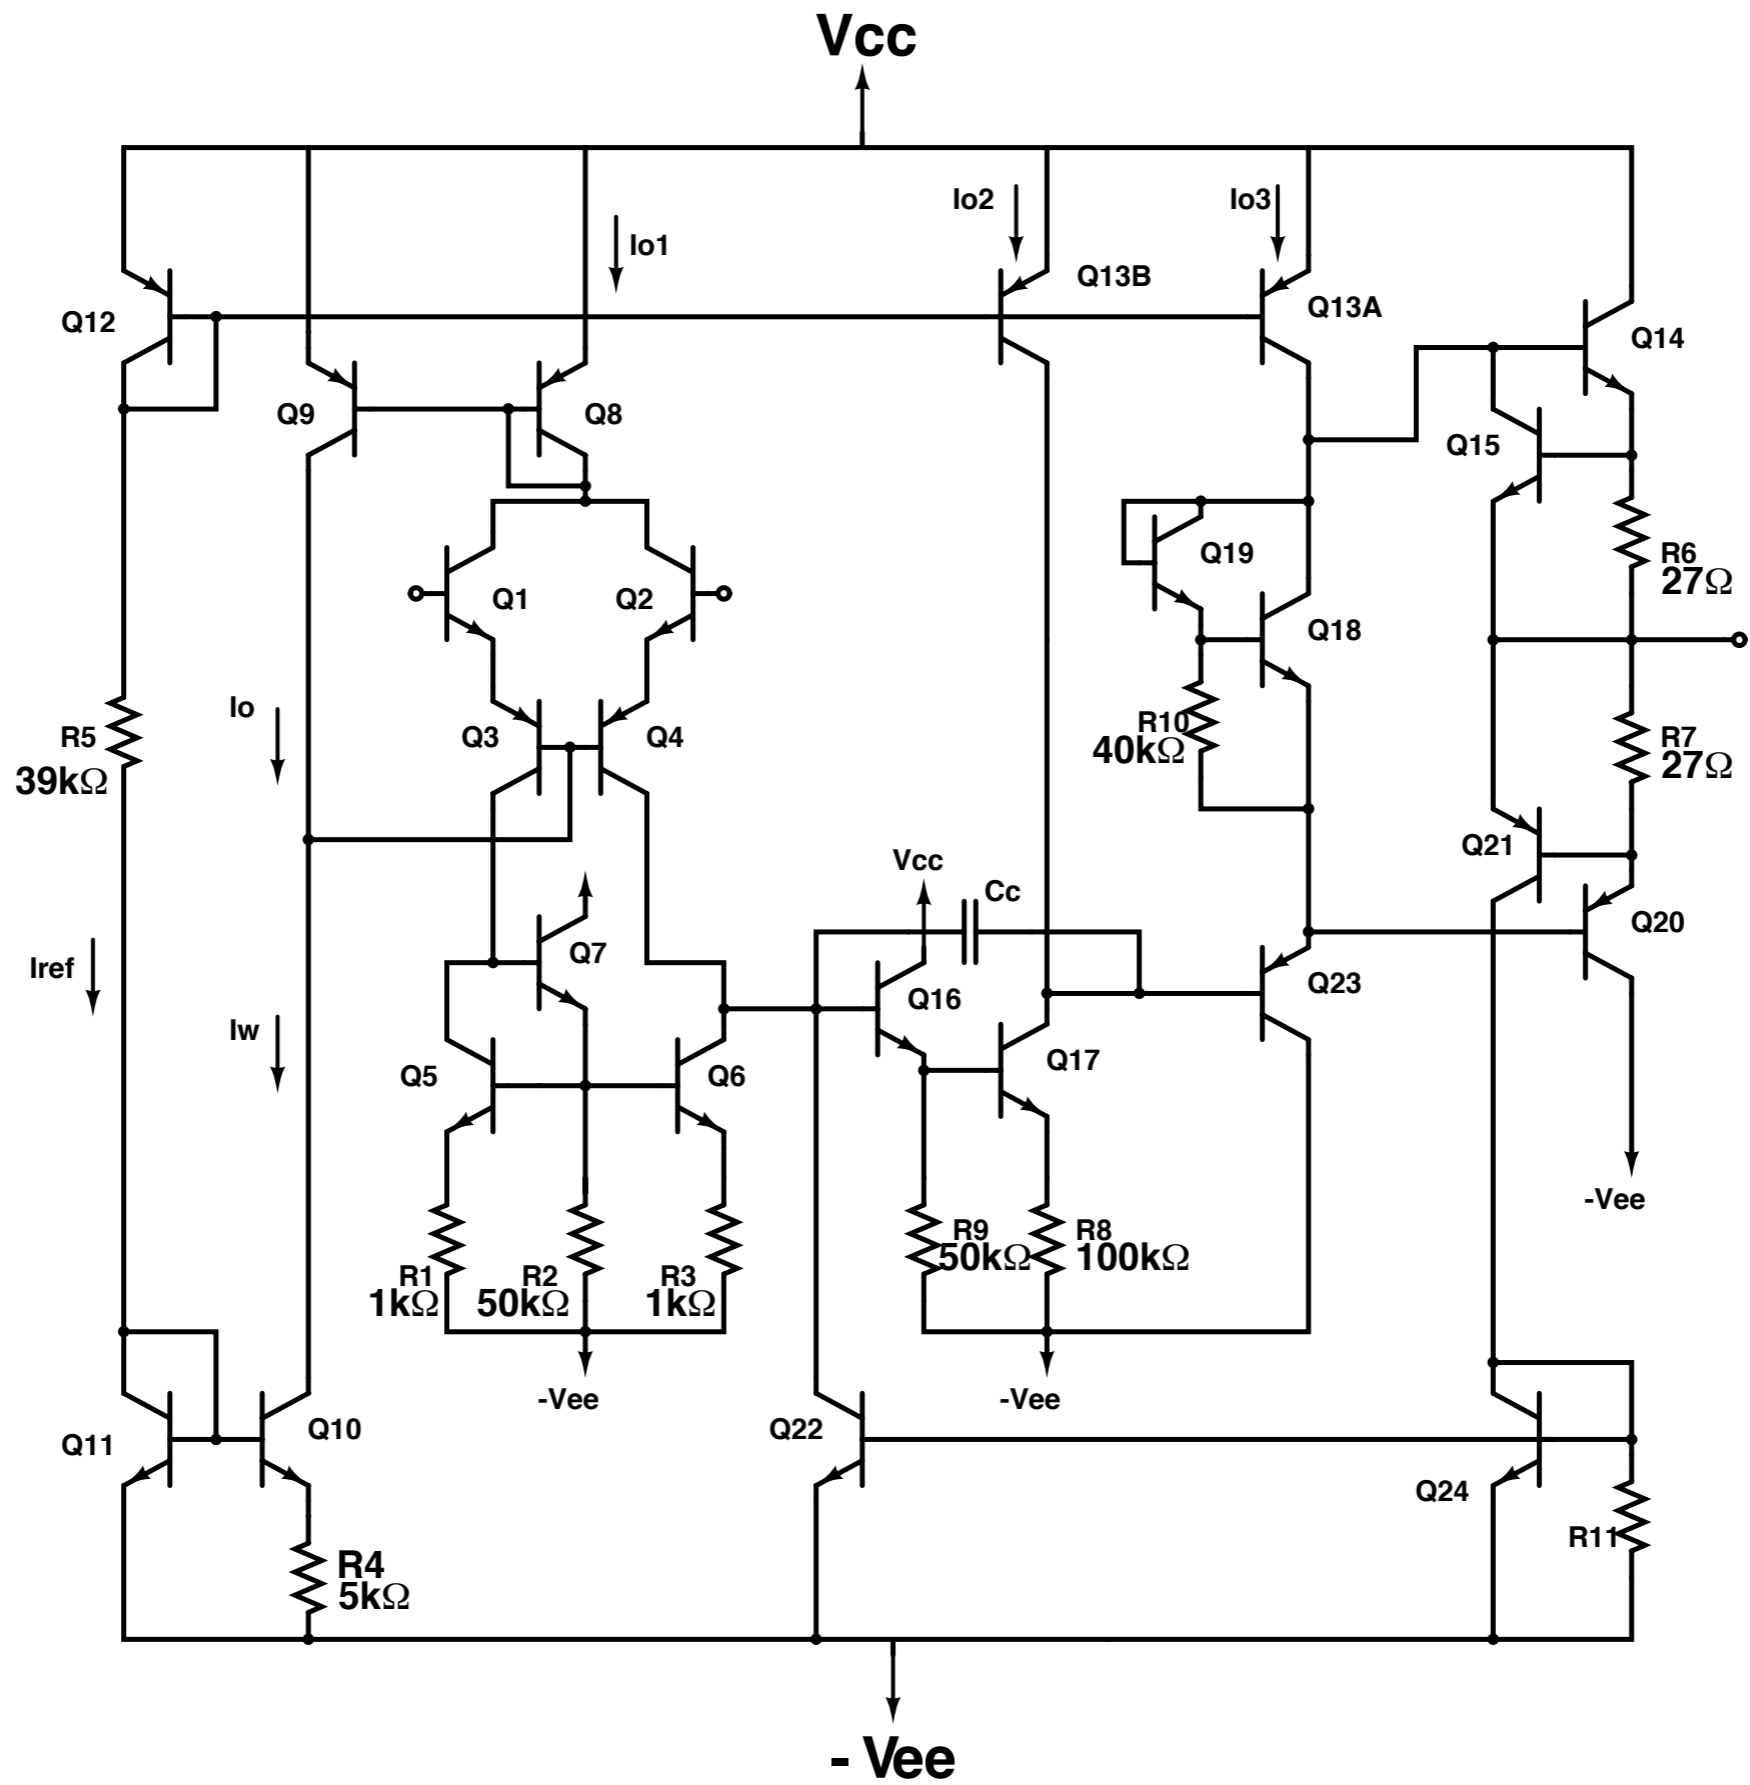 Vcc
Io2
Io3
Io1
Q13B
Q13A
Q12
Q14
Q9
Q8
Q15
Q19
R6
27Ω
Q1
Q2
Q18
Io
Q3
Q4
R10
40kΩ
R5
39kΩ
R7
27Ω
Vcc
Cc
Q21
Q20
Q7
Iref
Q16
Q23
Iw
Q5
Q6
Q17
-Vee
R9
50kΩ
R8
100kΩ
R1
1kΩ
R2
50kΩ
R3
1kΩ
-Vee
-Vee
Q11
Q10
Q22
Q24
R11
R4
5kΩ
- Vee